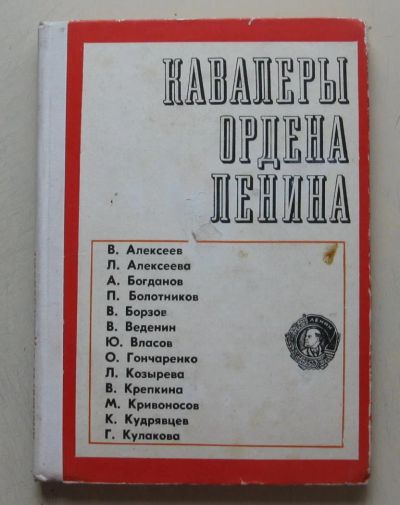 КАВАЛЕРЫ
ОРДЕНА
ЛЕНИНА
В. Алексеев
Л. Алексеева
А. Богданов
П. Болотников
В. Борзов
В. Веденин
Ю. Власов
О. Гончаренко
Л. Козырева
В. Крепкина
М. Кривоносов
К. Кудрявцев
Г. Кулакова
ЛЕНИН